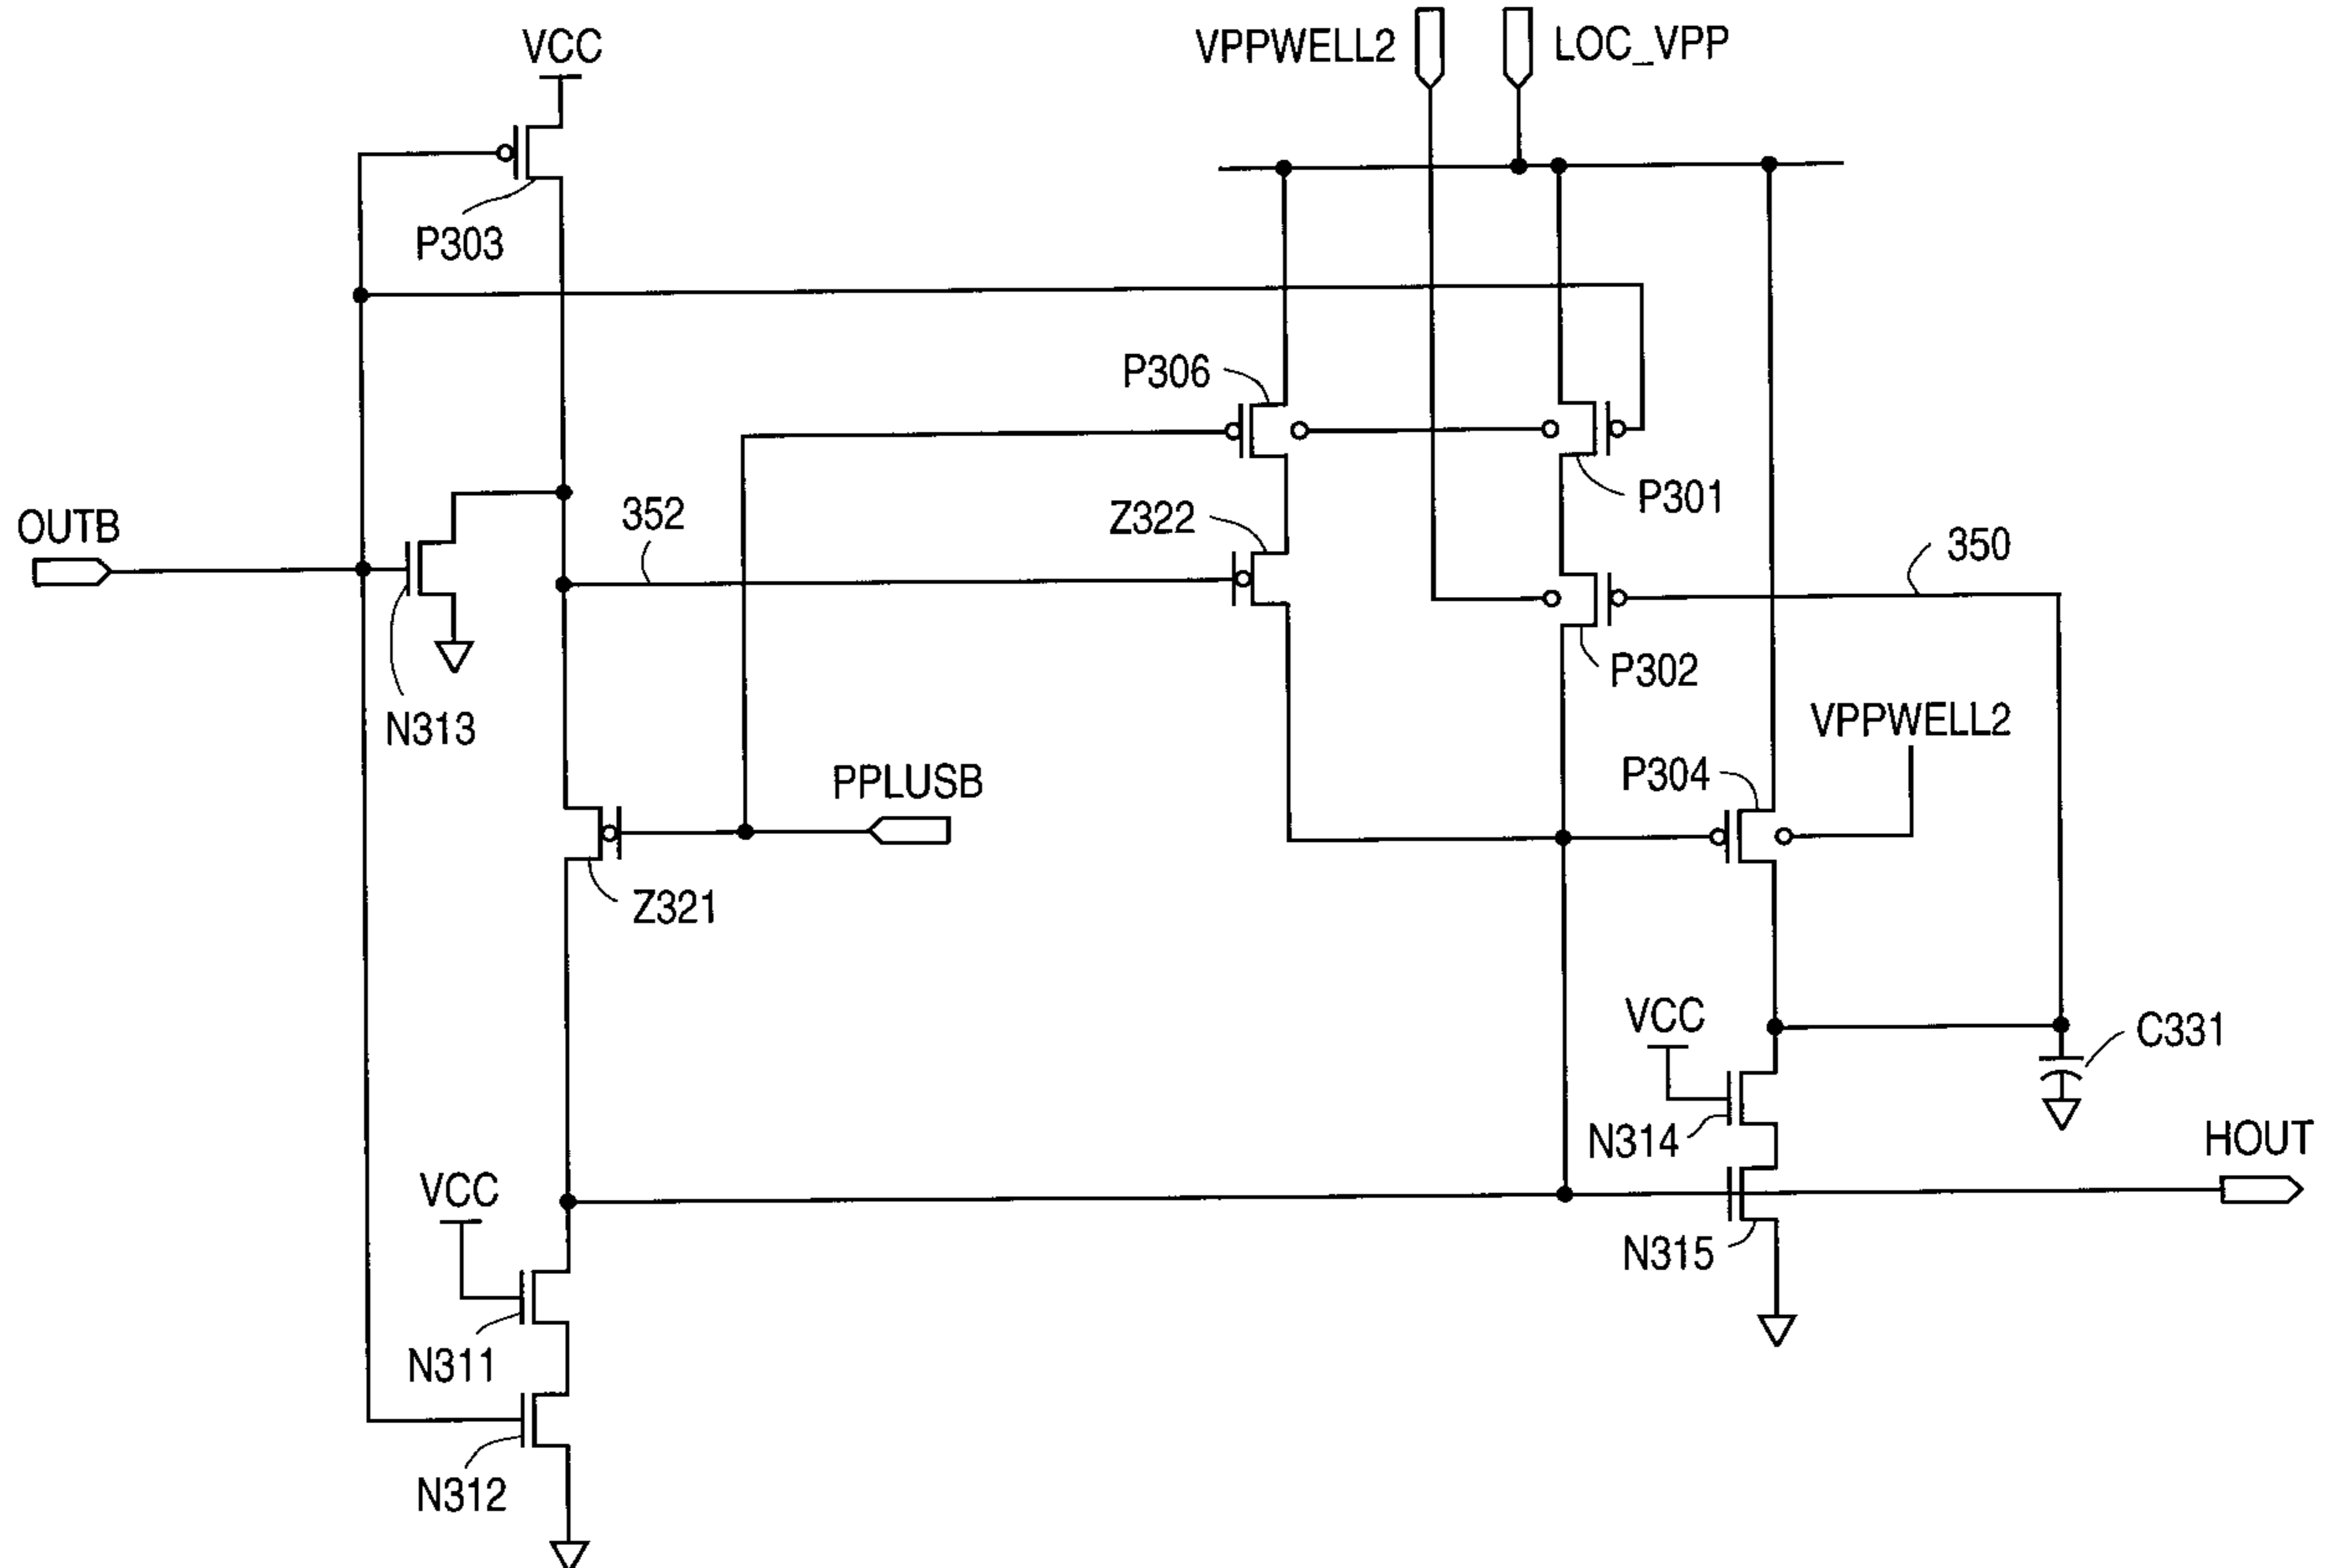 VCC
VPPWELL2
LOC_VPP
P303
P306
P301
OUTB
352
Z322
350
P302
N313
VPPWELL2
PPLUSB
P304
Z321
VCC
C331
N314
HOUT
VCC
N315
N311
N312